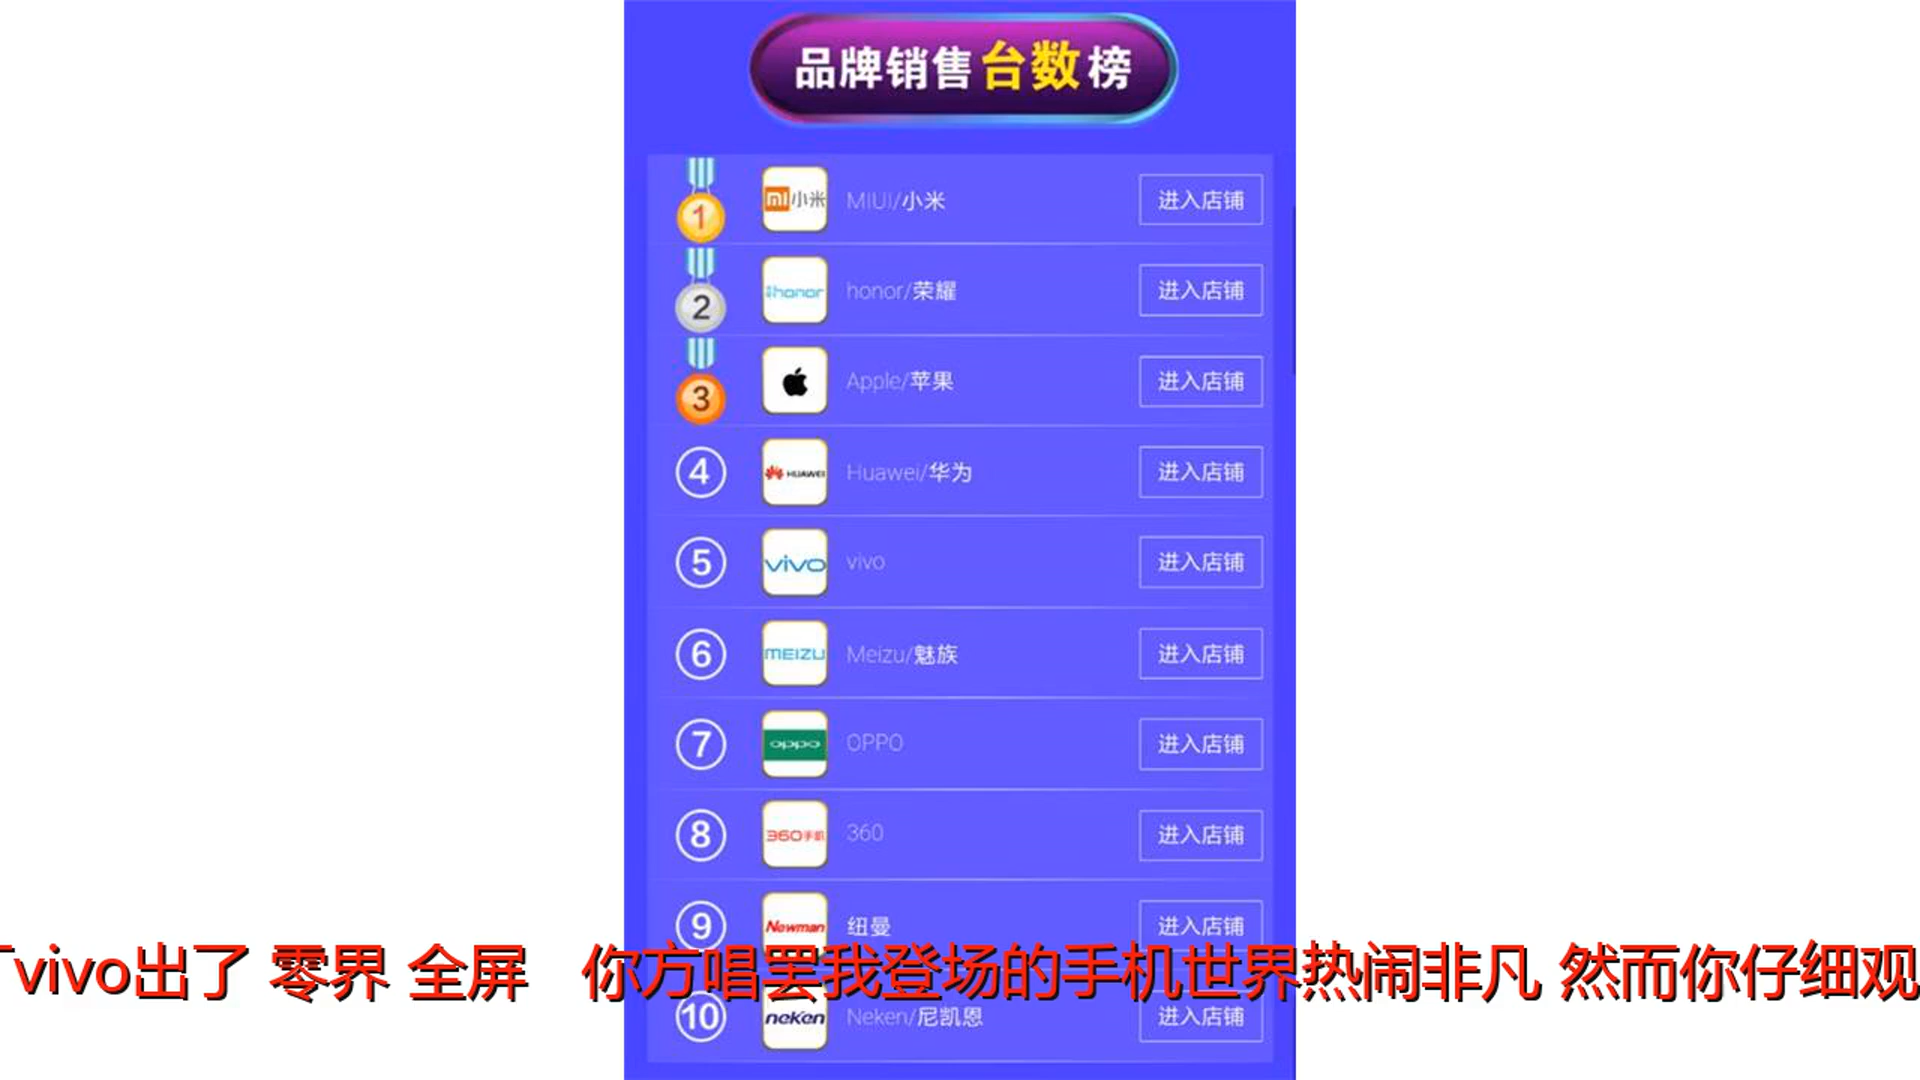 品牌销售台数榜
1 小米 MIUI/小米 进入店铺
2 honor honor/荣耀 进入店铺
3 Apple/苹果 进入店铺
4 HUAWEI Huawei/华为 进入店铺
5 vivo vivo 进入店铺
6 MEIZU Meizu/魅族 进入店铺
7 oppo OPPO 进入店铺
8 360手机 360 进入店铺
9 Newman 纽曼 进入店铺
vivo出了 零界 全屏 你方唱罢我登场的手机世界热闹非凡 然而你仔细观
10 neken Neken/尼凯恩 进入店铺